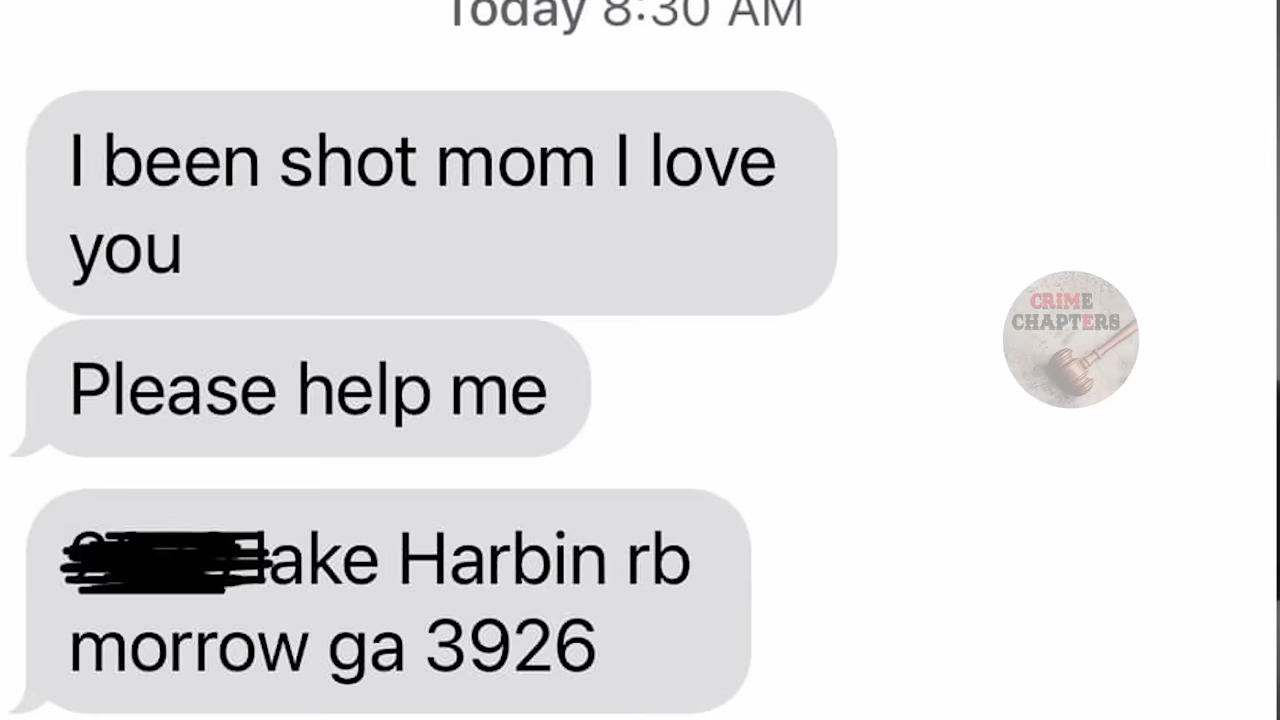 Today 8:30 AM
I been shot mom I love
you
Please help me
CRIME
CHAPTERS
lake Harbin rb
morrow ga 3926